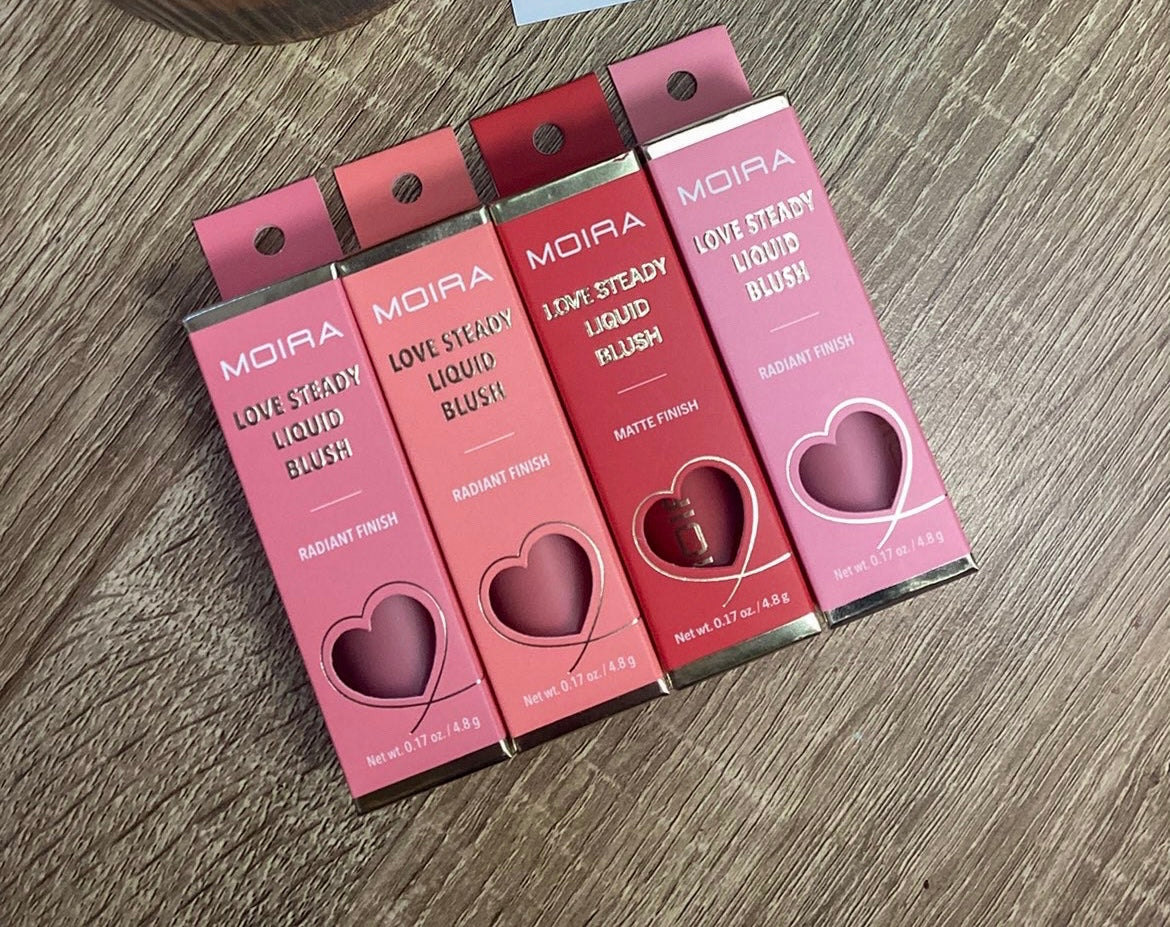 MOIRA
LOVE STEADY
LIQUID
BLUSH
RADIANT FINISH
Net wt. 0.17 oz. / 4.8 g
MOIRA
LOVE STEADY
LIQUID
BLUSH
RADIANT FINISH
Net wt. 0.17 oz. / 4.8 g
MOIRA
LOVE STEADY
LIQUID
BLUSH
MATTE FINISH
Net wt. 0.17 oz. / 4.8 g
MOIRA
LOVE STEADY
LIQUID
BLUSH
RADIANT FINISH
Net wt. 0.17 oz. / 4.8 g